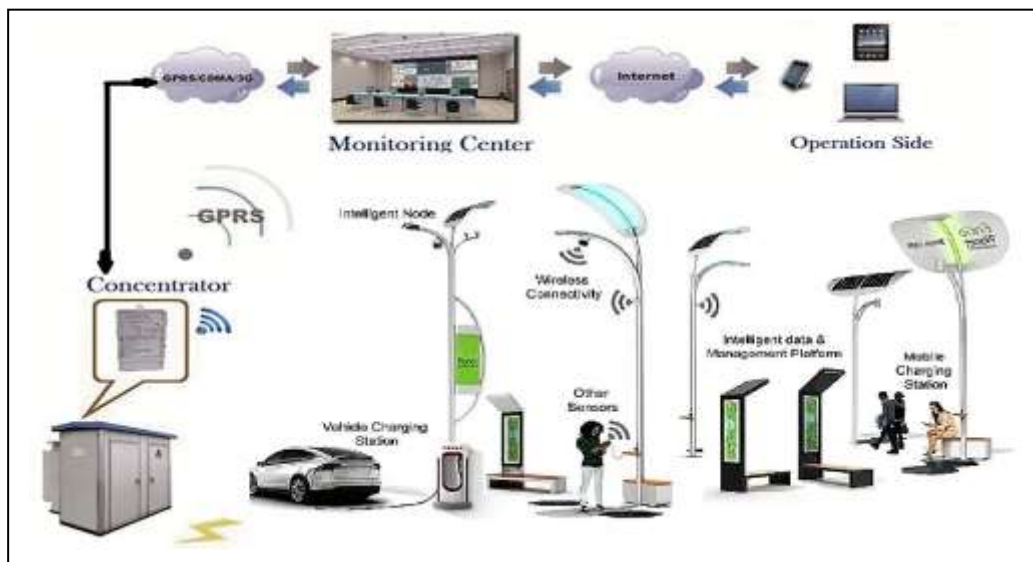 GPRS/CDMA/3G
Internet
Monitoring Center
Operation Side
GPRS
Intelligent Node
Concentrator
Wireless
Connectivity
Intelligent data &
Management Platform
Mobile
Charging
Station
Other
Sensors
Vehicle Charging
Station